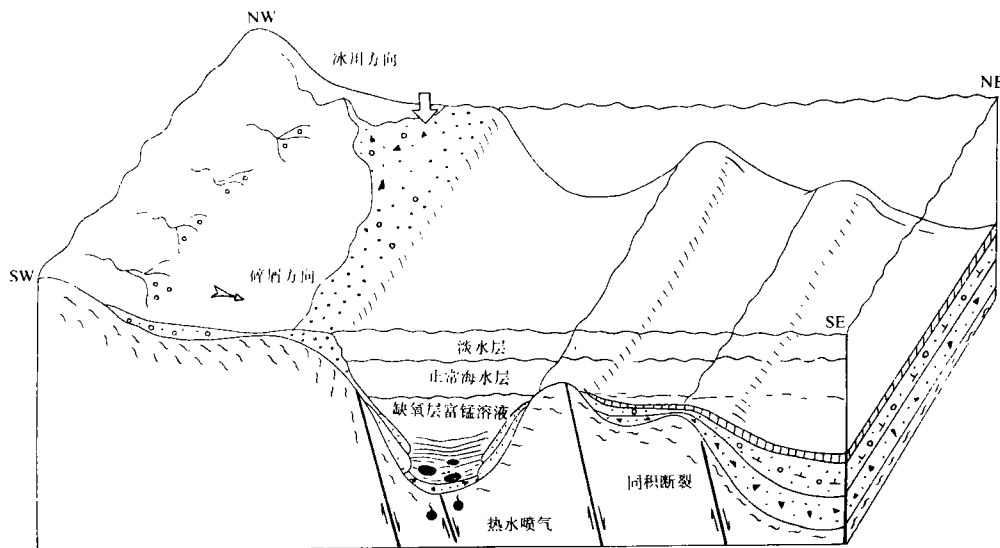 NW
冰川方向
NE
SW
碎屑方向
SE
淡水层
正常海水层
缺氧层富锰溶液
同积断裂
热水喷气